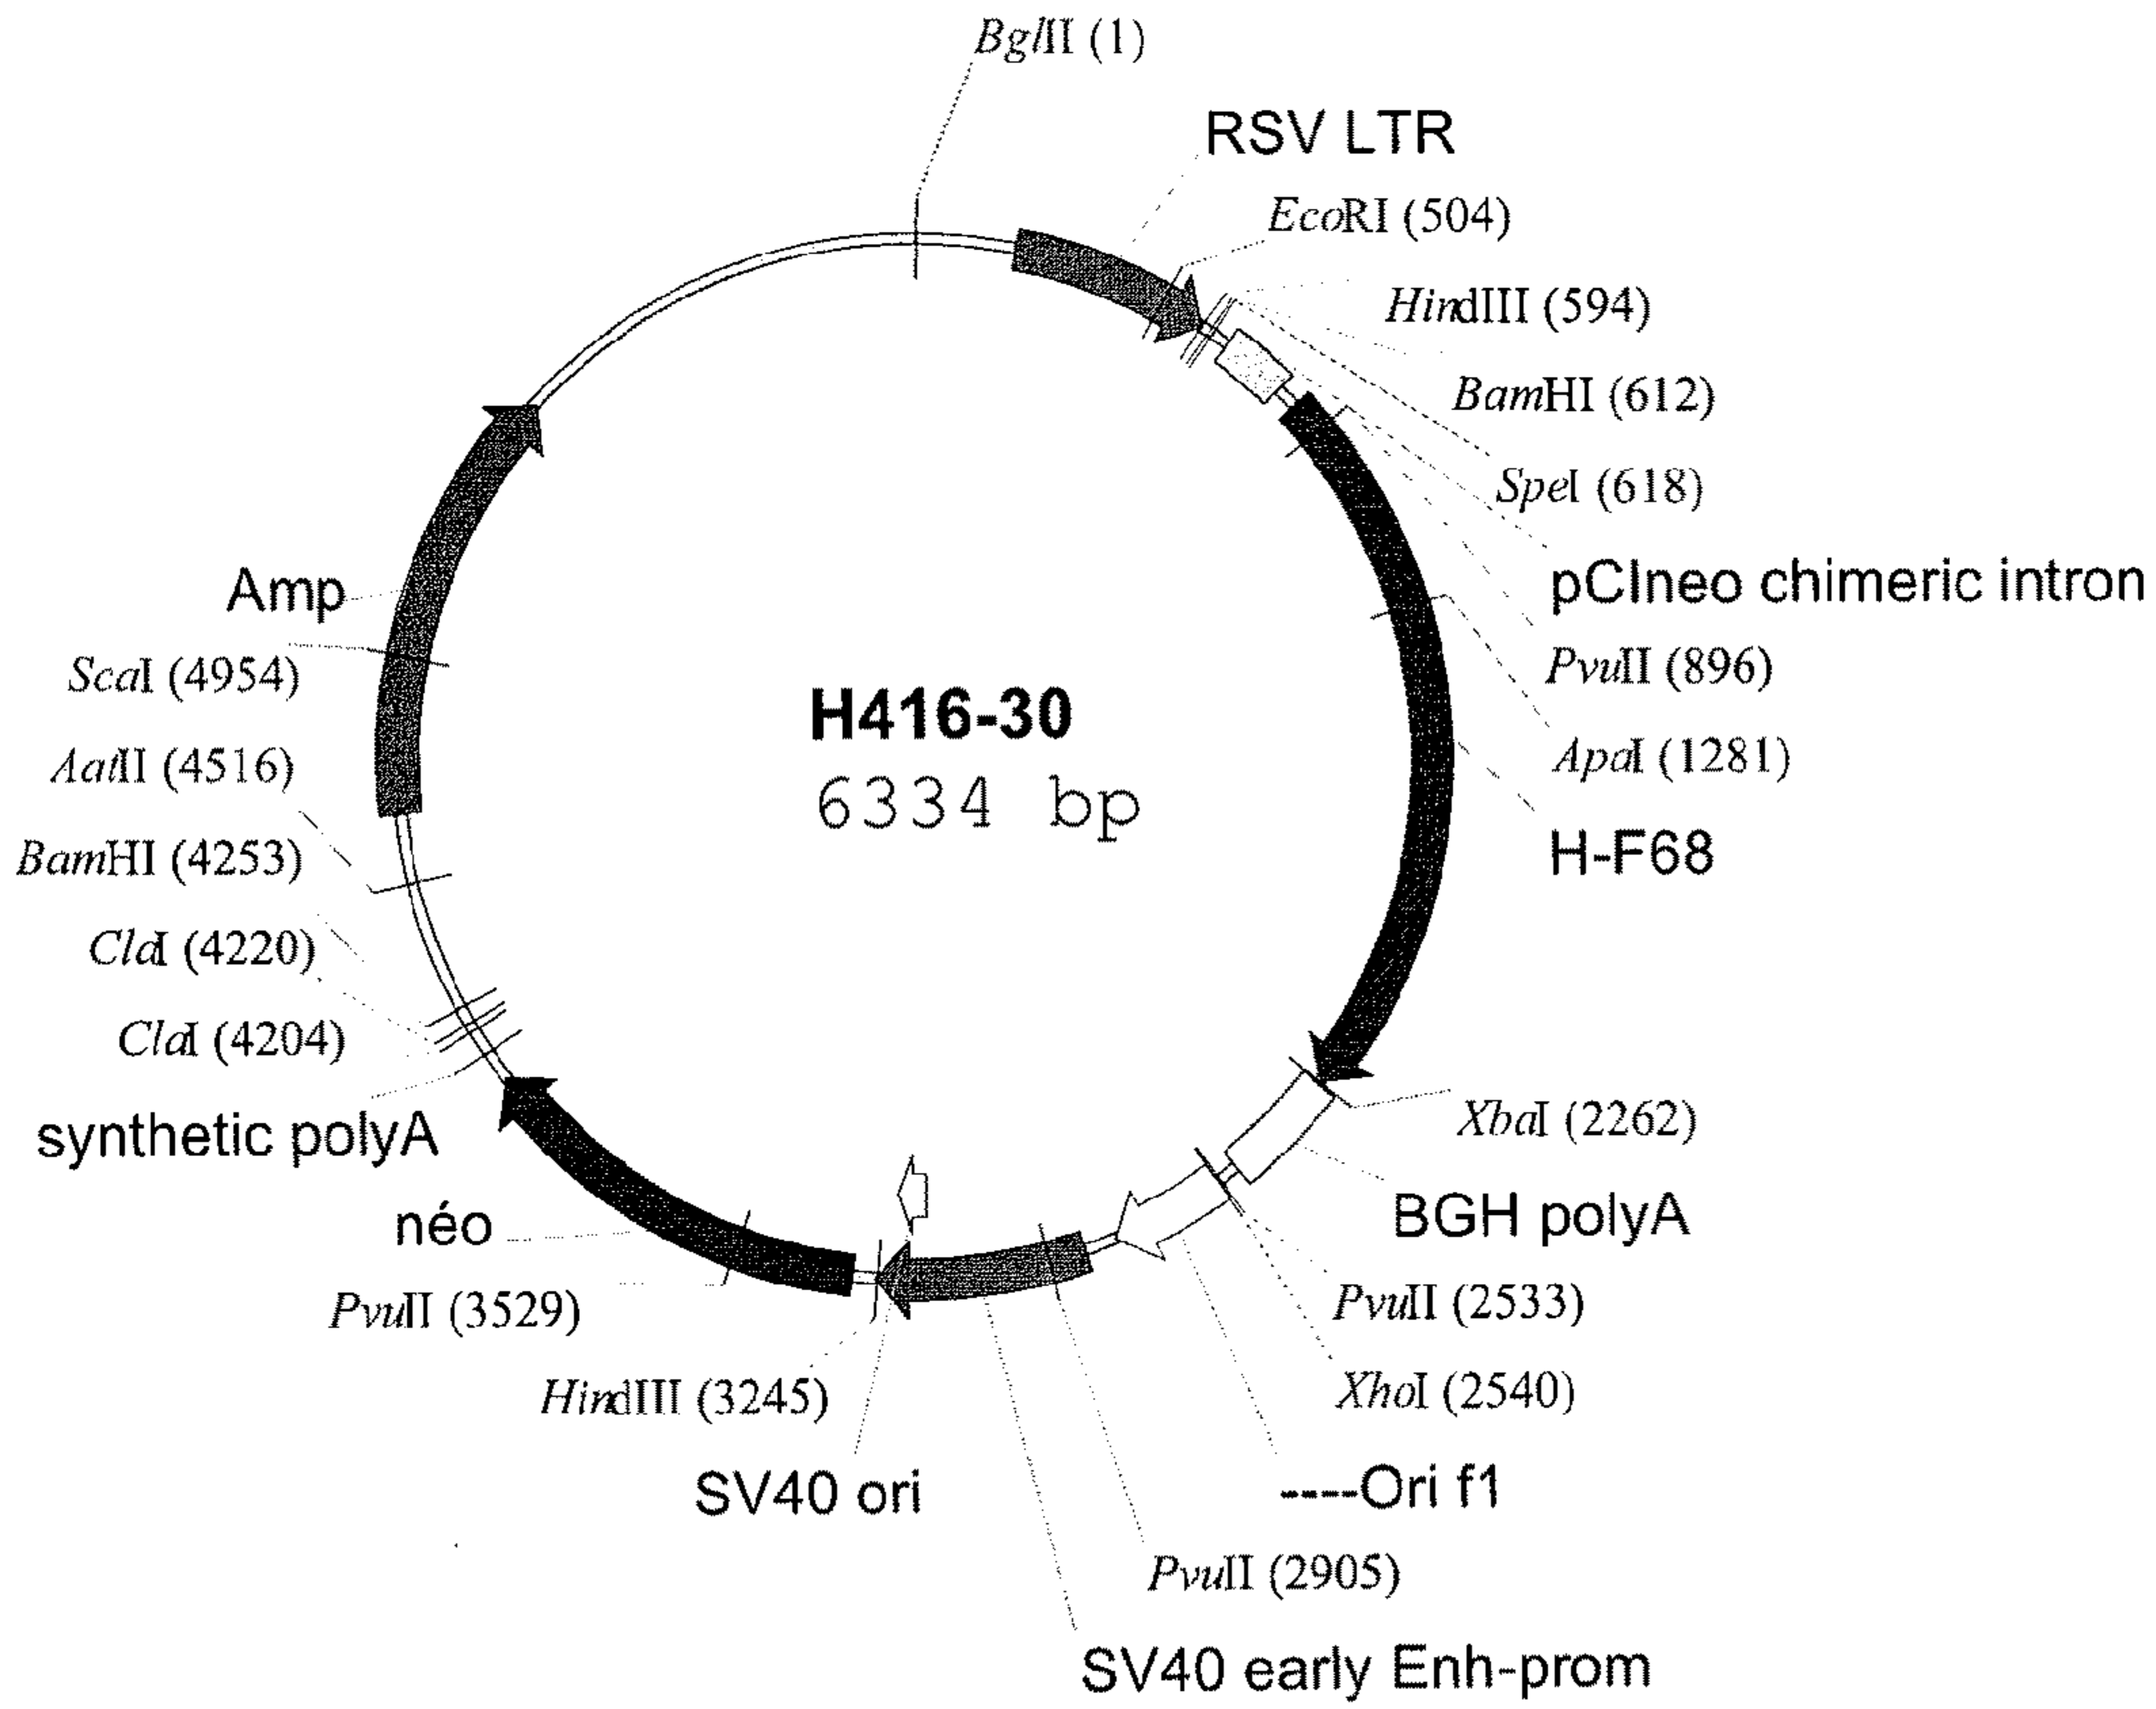 BglII (1)
RSV LTR
EcoRI (504)
HindIII (594)
BamHI (612)
SpeI (618)
pCIneo chimeric intron
PvuII (896)
ApaI (1281)
H-F68
XbaI (2262)
BGH polyA
PvuII (2533)
XhoI (2540)
----Ori f1
PvuII (2905)
SV40 early Enh-prom
SV40 ori
HindIII (3245)
PvuII (3529)
néo
synthetic polyA
ClaI (4204)
ClaI (4220)
BamHI (4253)
AatII (4516)
ScaI (4954)
Amp
H416-30
6334 bp